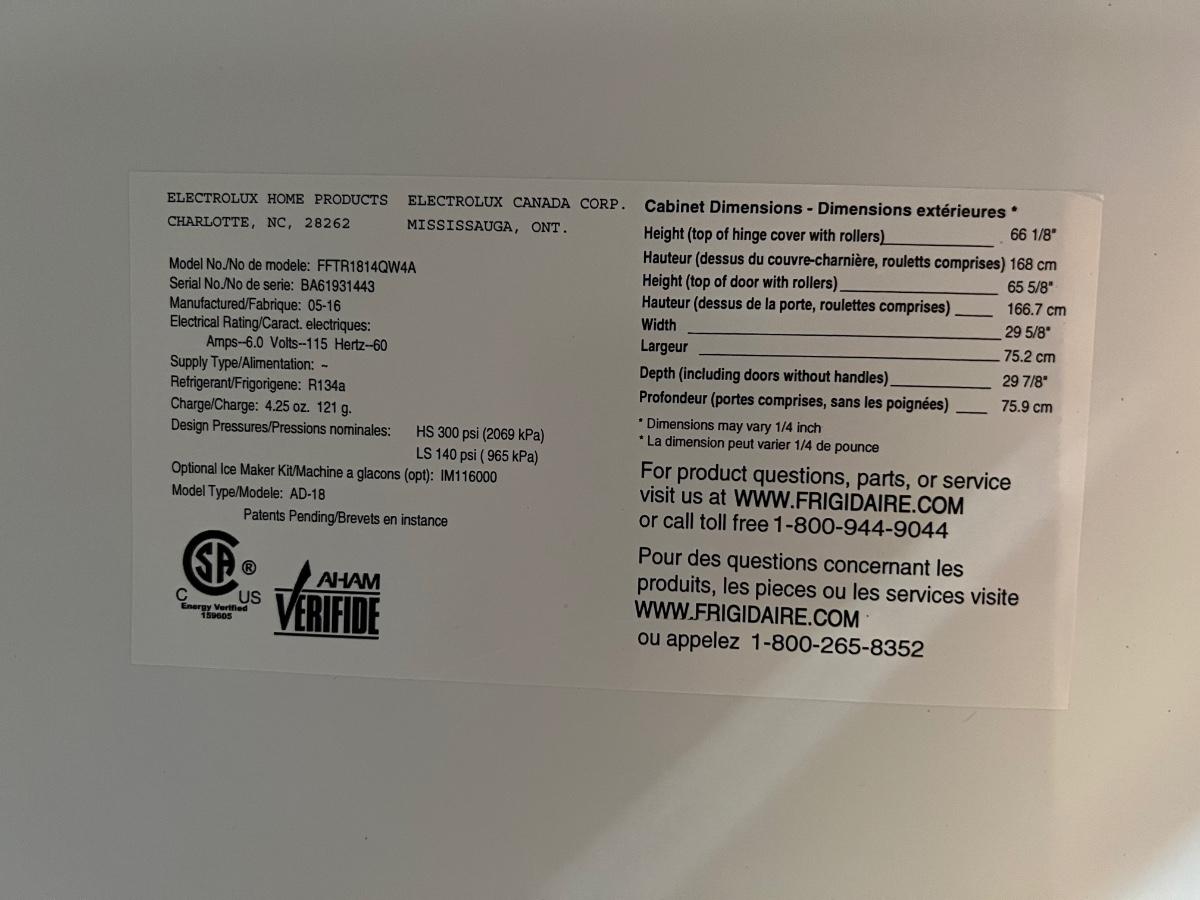 ELECTROLUX HOME PRODUCTS ELECTROLUX CANADA CORP.
CHARLOTTE, NC, 28262 MISSISSAUGA, ONT.
Model No./No de modele: FFTR1814QW4A
Serial No./No de serie: BA61931443
Manufactured/Fabrique: 05-16
Electrical Rating/Caract. electriques:
Amps--6.0 Volts--115 Hertz--60
Supply Type/Alimentation: ~
Refrigerant/Frigorigene: R134a
Charge/Charge: 4.25 oz. 121 g.
Design Pressures/Pressions nominales: HS 300 psi (2069 kPa)
LS 140 psi ( 965 kPa)
Optional Ice Maker Kit/Machine a glacons (opt): IM116000
Model Type/Modele: AD-18
Patents Pending/Brevets en instance
SA ®
C US
Energy Verified
159605
AHAM
VERIFIDE
Cabinet Dimensions - Dimensions extérieures *
Height (top of hinge cover with rollers) 66 1/8"
Hauteur (dessus du couvre-charnière, rouletts comprises) 168 cm
Height (top of door with rollers) 65 5/8"
Hauteur (dessus de la porte, roulettes comprises) 166.7 cm
Width 29 5/8"
Largeur 75.2 cm
Depth (including doors without handles) 29 7/8"
Profondeur (portes comprises, sans les poignées) 75.9 cm
* Dimensions may vary 1/4 inch
* La dimension peut varier 1/4 de pouce
For product questions, parts, or service
visit us at WWW.FRIGIDAIRE.COM
or call toll free 1-800-944-9044
Pour des questions concernant les
produits, les pieces ou les services visite
WWW.FRIGIDAIRE.COM
ou appelez 1-800-265-8352